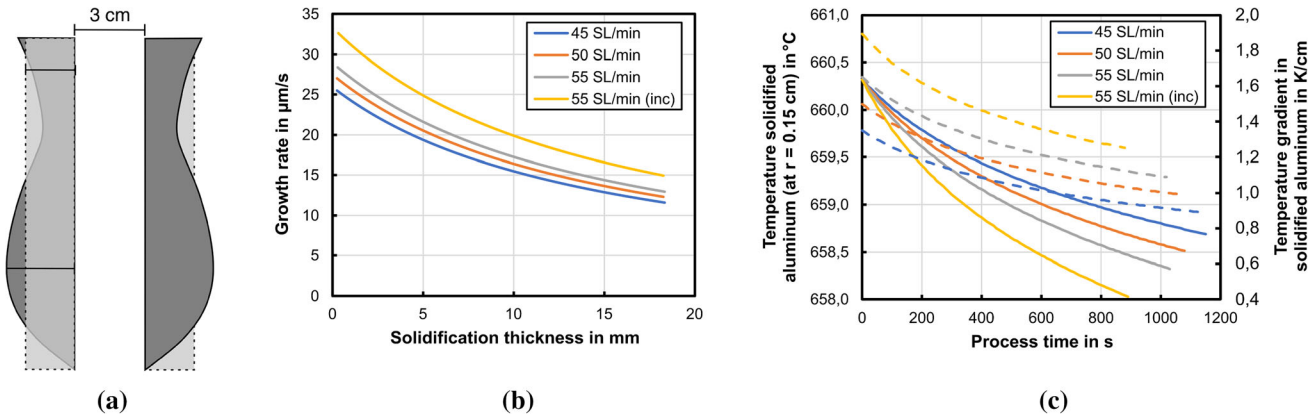 3 cm
(a)
35
30
25
20
15
10
5
0
Growth rate in µm/s
45 SL/min
50 SL/min
55 SL/min
55 SL/min (inc)
0
5
10
15
20
Solidification thickness in mm
(b)
661,0
660,5
660,0
659,5
659,0
658,5
658,0
Temperature solidified
aluminum (at r = 0.15 cm) in °C
45 SL/min
50 SL/min
55 SL/min
55 SL/min (inc)
2,0
1,8
1,6
1,4
1,2
1,0
0,8
0,6
0,4
Temperature gradient in
solidified aluminum in K/cm
0
200
400
600
800
1000
1200
Process time in s
(c)